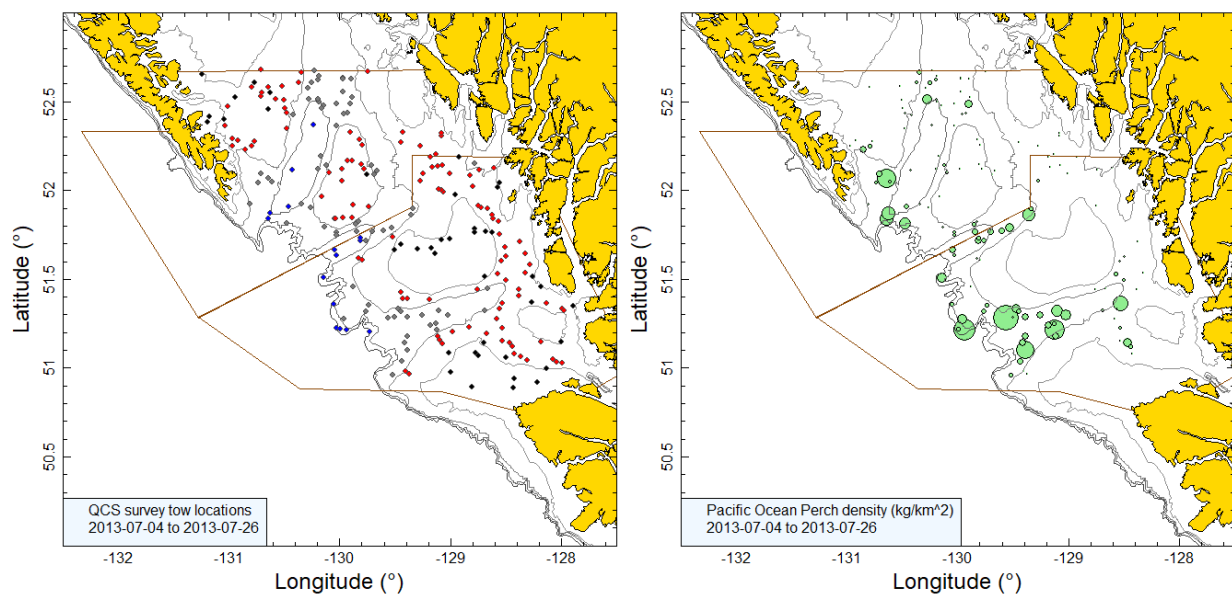 52.5
52
51.5
51
50.5
Latitude (°)
-132
-131
-130
-129
-128
Longitude (°)
QCS survey tow locations
2013-07-04 to 2013-07-26
52.5
52
51.5
51
50.5
Latitude (°)
-132
-131
-130
-129
-128
Longitude (°)
Pacific Ocean Perch density (kg/km^2)
2013-07-04 to 2013-07-26